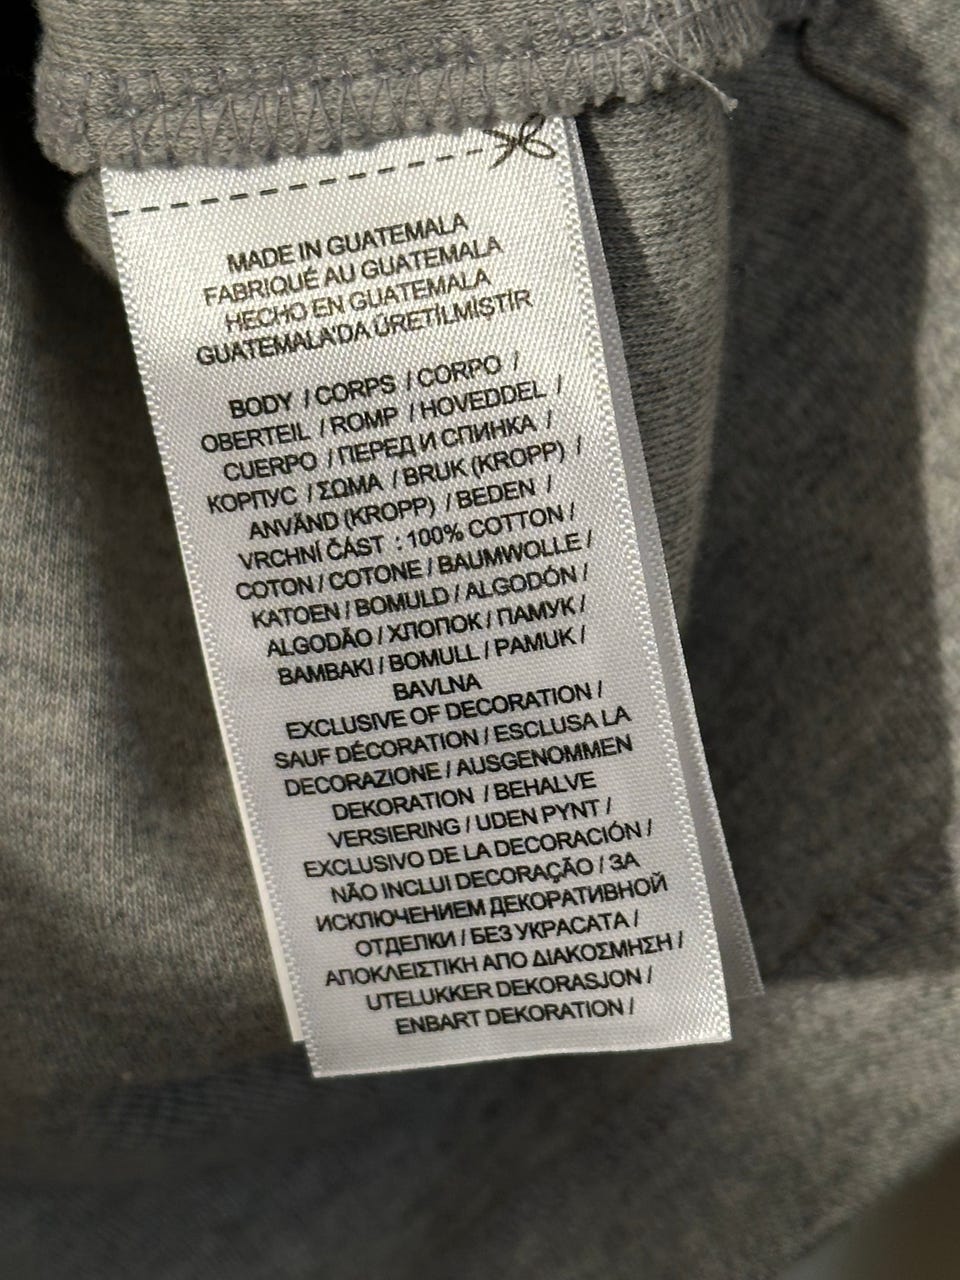 MADE IN GUATEMALA
FABRIQUÉ AU GUATEMALA
HECHO EN GUATEMALA
GUATEMALA'DA ÜRETİLMİŞTİR
BODY / CORPS / CORPO /
OBERTEIL / ROMP / HOVEDDEL /
CUERPO / ПЕРЕД И СПИНКА /
КОРПУС / ΣΩΜΑ / BRUK (KROPP) /
ANVÄND (KROPP) / BEDEN /
VRCHNÍ ČÁST : 100% COTTON /
COTON / COTONE / BAUMWOLLE /
KATOEN / BOMULD / ALGODÓN /
ALGODÃO / ХЛОПОК / ПАМУК /
BAMBAKI / BOMULL / PAMUK /
BAVLNA
EXCLUSIVE OF DECORATION /
SAUF DÉCORATION / ESCLUSA LA
DECORAZIONE / AUSGENOMMEN
DEKORATION / BEHALVE
VERSIERING / UDEN PYNT /
EXCLUSIVO DE LA DECORACIÓN /
NÃO INCLUI DECORAÇÃO / ЗА
ИСКЛЮЧЕНИЕМ ДЕКОРАТИВНОЙ
ОТДЕЛКИ / БЕЗ УКРАСАТА /
ΑΠΟΚΛΕΙΣΤΙΚΗ ΑΠΟ ΔΙΑΚΟΣΜΗΣΗ /
UTELUKKER DEKORASJON /
ENBART DEKORATION /